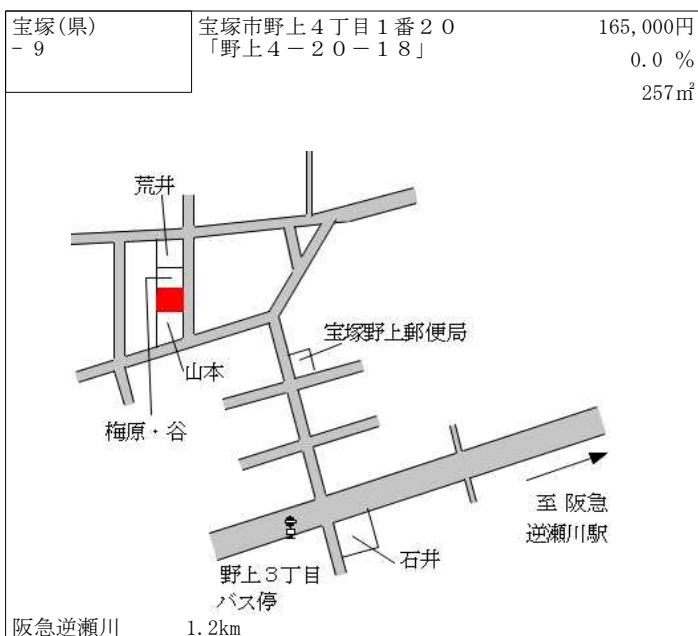 宝塚(県)
－ 9
宝塚市野上４丁目１番２０
「野上４－２０－１８」
165,000円
0.0 ％
257㎡
荒井
宝塚野上郵便局
山本
梅原・谷
至 阪急
逆瀬川駅
石井
野上３丁目
バス停
阪急逆瀬川 1.2km